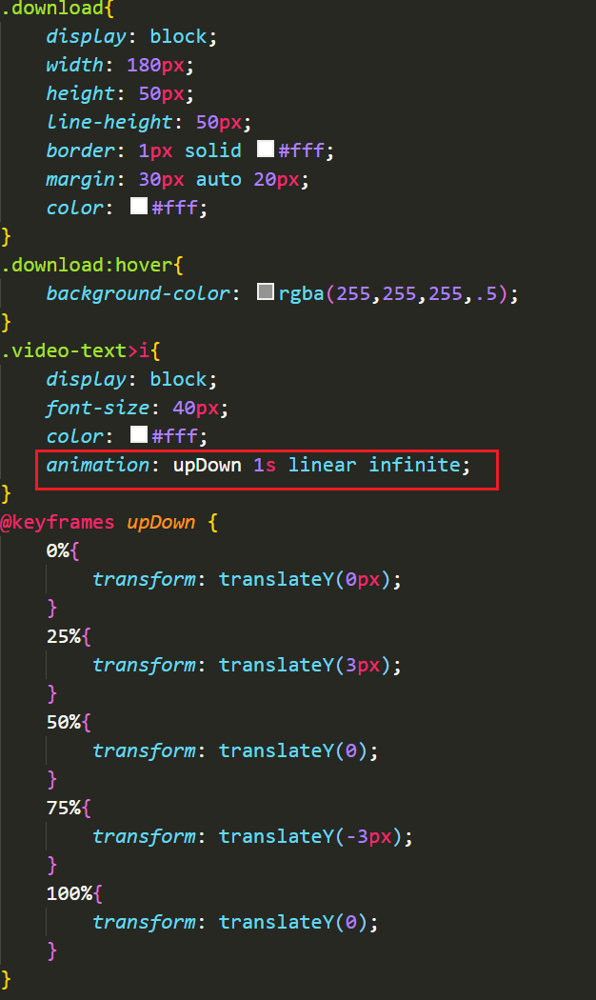 .download{
    display: block;
    width: 180px;
    height: 50px;
    line-height: 50px;
    border: 1px solid #fff;
    margin: 30px auto 20px;
    color: #fff;
}
.download:hover{
    background-color: rgba(255,255,255,.5);
}
.video-text>i{
    display: block;
    font-size: 40px;
    color: #fff;
    animation: upDown 1s linear infinite;
}
@keyframes upDown {
    0%{
        transform: translateY(0px);
    }
    25%{
        transform: translateY(3px);
    }
    50%{
        transform: translateY(0);
    }
    75%{
        transform: translateY(-3px);
    }
    100%{
        transform: translateY(0);
    }
}